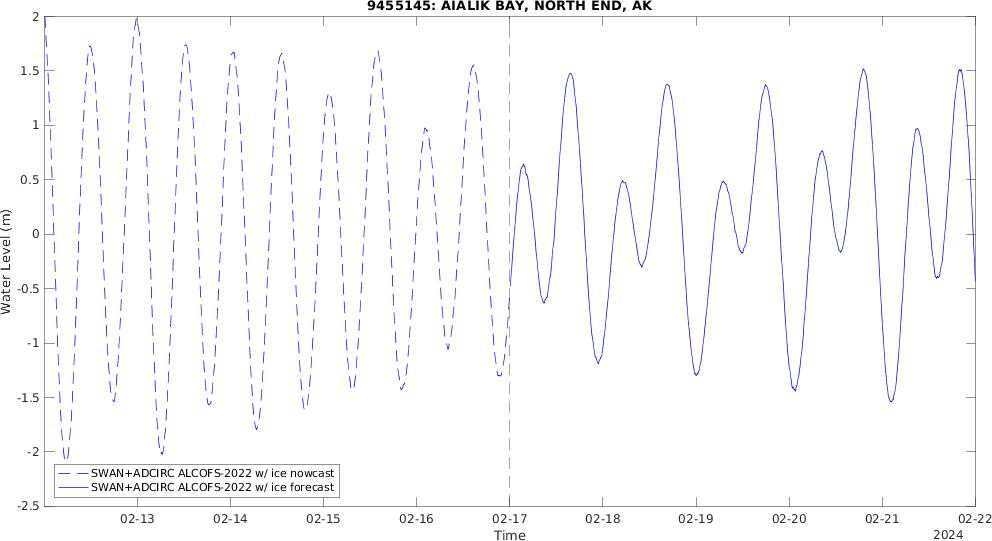 9455145: AIALIK BAY, NORTH END, AK
Water Level (m)
2
1.5
1
0.5
0
-0.5
-1
-1.5
-2
-2.5
SWAN+ADCIRC ALCOFS-2022 w/ ice nowcast
SWAN+ADCIRC ALCOFS-2022 w/ ice forecast
02-13 02-14 02-15 02-16 02-17 02-18 02-19 02-20 02-21 02-22
Time
2024